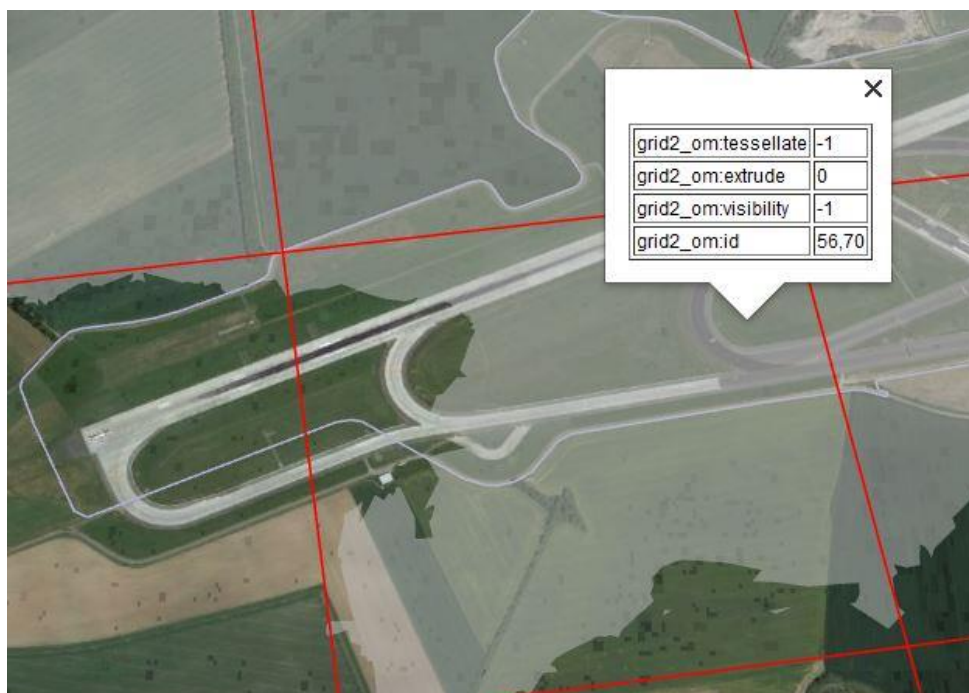 grid2_om:tessellate -1
grid2_om:extrude 0
grid2_om:visibility -1
grid2_om:id 56,70